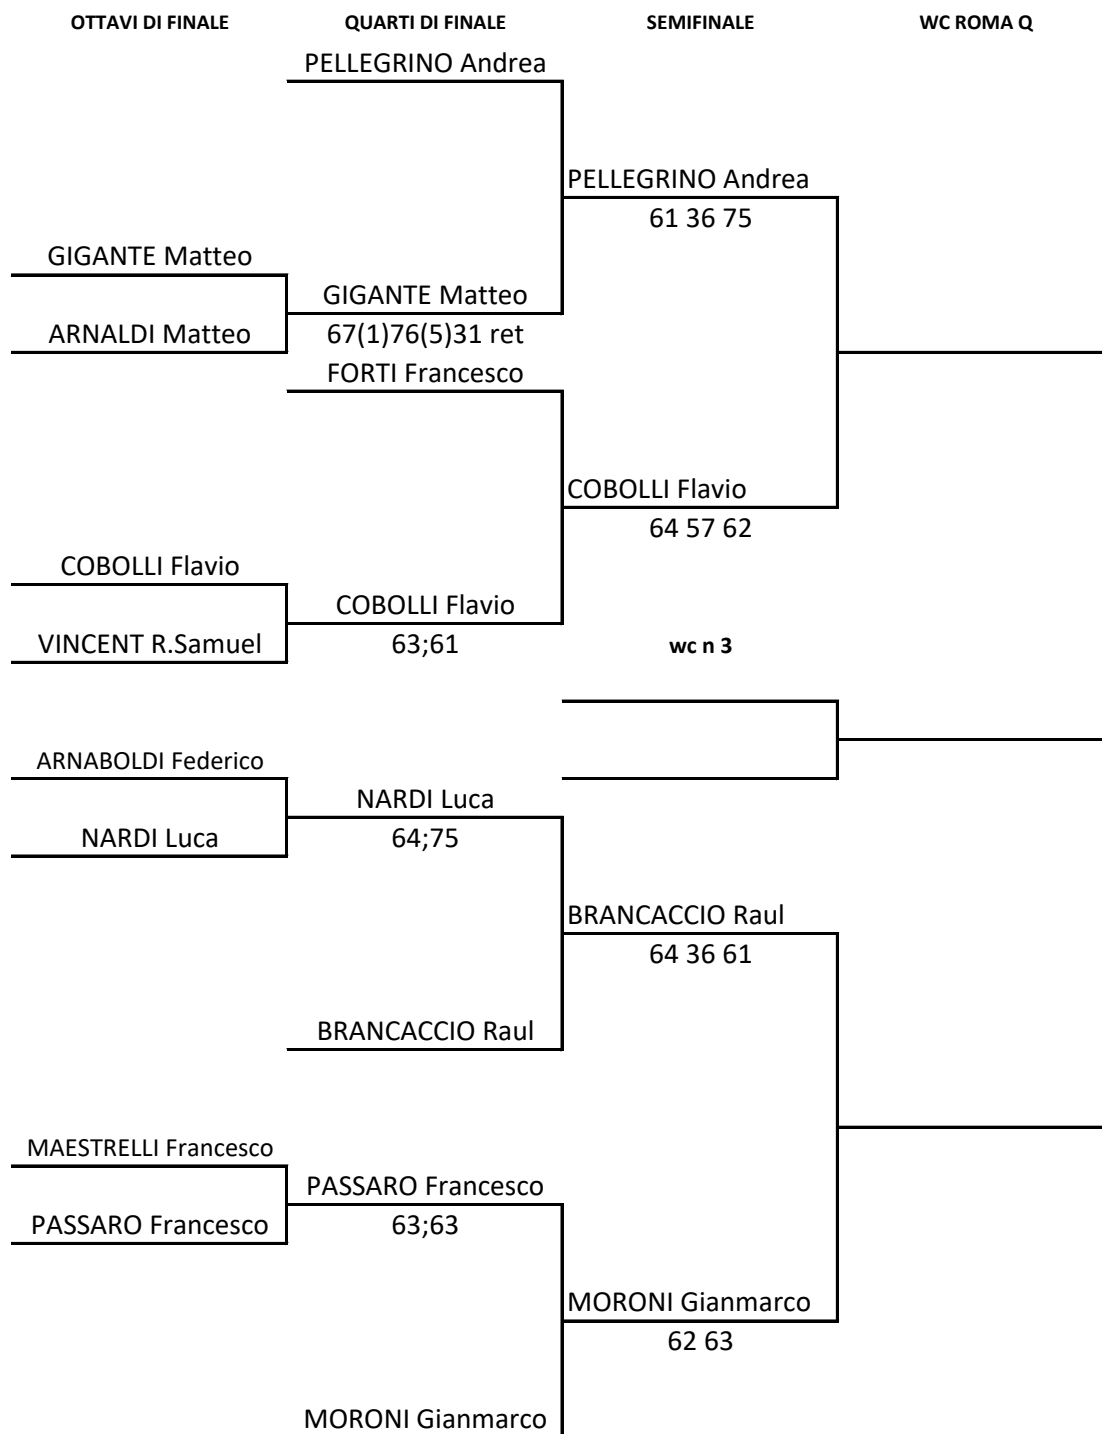 OTTAVI DI FINALE QUARTI DI FINALE SEMIFINALE WC ROMA Q
PELLEGRINO Andrea
PELLEGRINO Andrea
61 36 75
GIGANTE Matteo
GIGANTE Matteo
ARNALDI Matteo 67(1)76(5)31 ret
FORTI Francesco
COBOLLI Flavio
64 57 62
COBOLLI Flavio
COBOLLI Flavio
VINCENT R.Samuel 63;61 wc n 3
ARNABOLDI Federico
NARDI Luca
NARDI Luca 64;75
BRANCACCIO Raul
64 36 61
BRANCACCIO Raul
MAESTRELLI Francesco
PASSARO Francesco
PASSARO Francesco 63;63
MORONI Gianmarco
62 63
MORONI Gianmarco